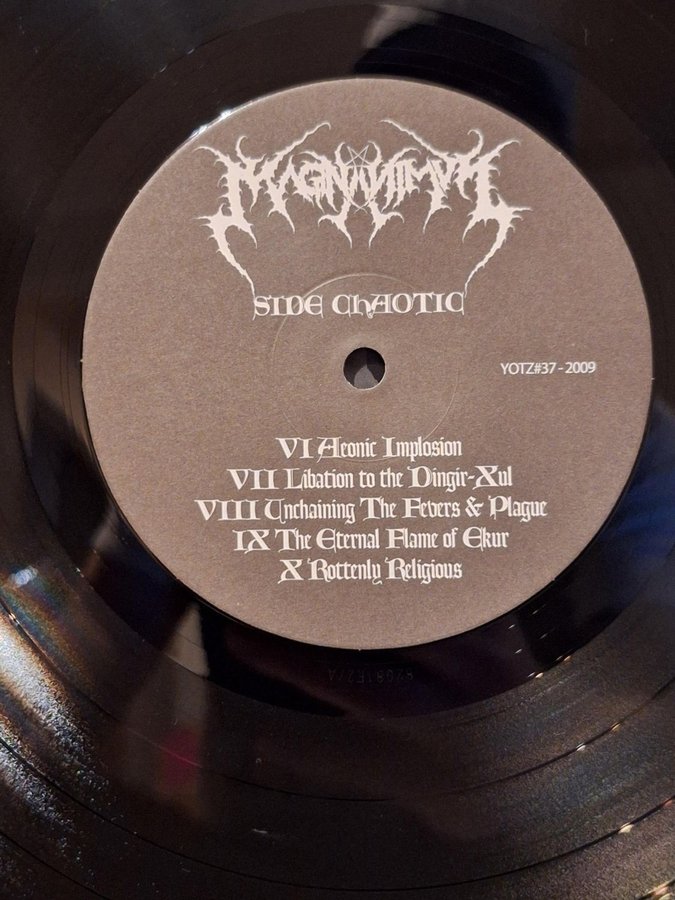 MAGNANIMVM
SIDE CHAOTIC
YOTZ#37 - 2009
VI Aeonic Implosion
VII Libation to the Dingir-Xul
VIII Unchaining The Fevers & Plague
IX The Eternal Flame of Ekur
X Rottenly Religious